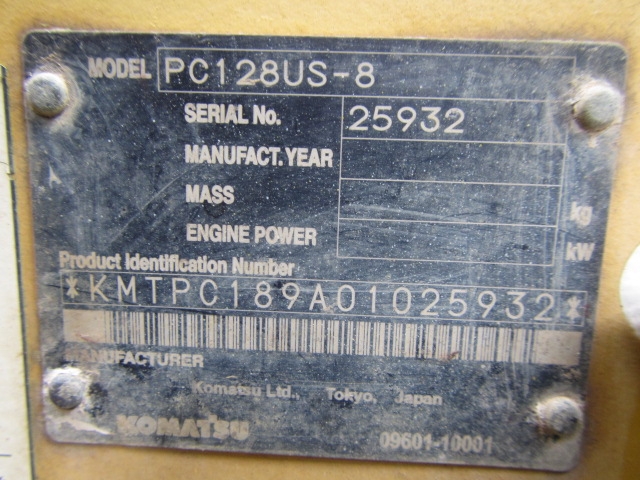 MODEL PC128US-8
SERIAL No. 25932
MANUFACT. YEAR
MASS kg
ENGINE POWER kW
Product Identification Number
*KMTPC189A01025932*
MANUFACTURER
Komatsu Ltd., Tokyo, Japan
KOMATSU 09601-10001